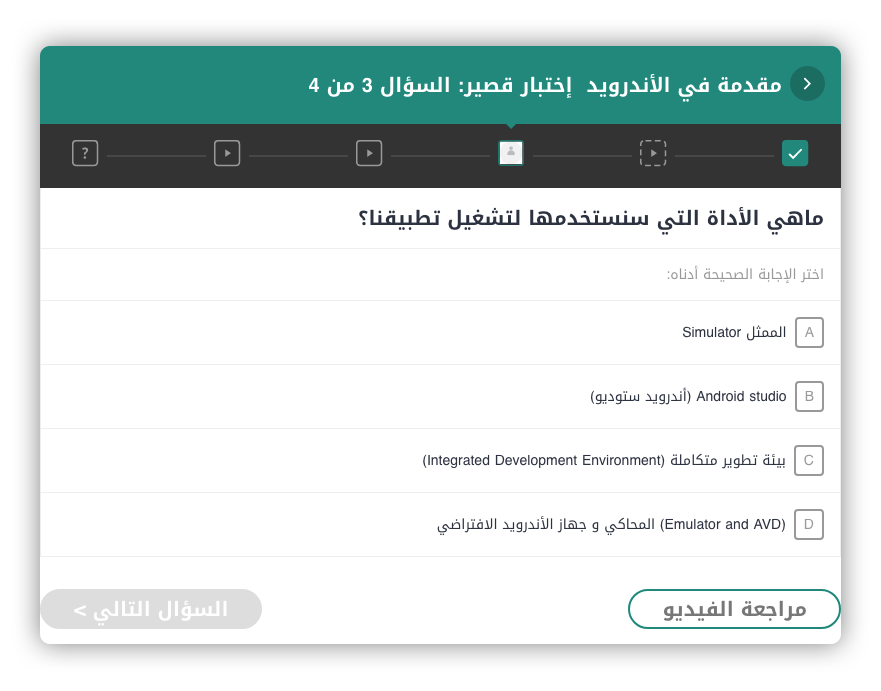 مقدمة في الأندرويد إختبار قصير: السؤال 3 من 4
?
ماهي الأداة التي سنستخدمها لتشغيل تطبيقنا؟
اختر الإجابة الصحيحة أدناه:
A الممثل Simulator
B Android studio (أندرويد ستوديو)
C بيئة تطوير متكاملة (Integrated Development Environment)
D (Emulator and AVD) المحاكي و جهاز الأندرويد الافتراضي
مراجعة الفيديو
السؤال التالي >